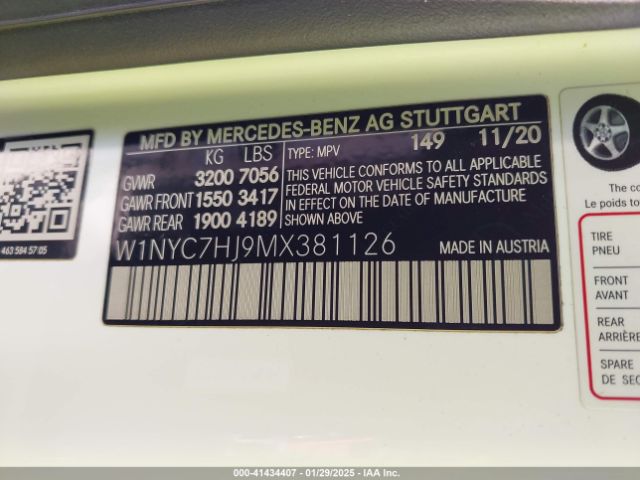 MFD BY MERCEDES-BENZ AG STUTTGART
KG LBS
TYPE: MPV 149 11/20
GVWR 3200 7056
GAWR FRONT 1550 3417
GAWR REAR 1900 4189
THIS VEHICLE CONFORMS TO ALL APPLICABLE
FEDERAL MOTOR VEHICLE SAFETY STANDARDS
IN EFFECT ON THE DATE OF MANUFACTURE
SHOWN ABOVE
W1NYC7HJ9MX381126 MADE IN AUSTRIA
463 584 57 05
The co
Le poids to
TIRE
PNEU
FRONT
AVANT
REAR
ARRIÈRE
SPARE
DE SEC
000-41434407 - 01/29/2025 - IAA Inc.